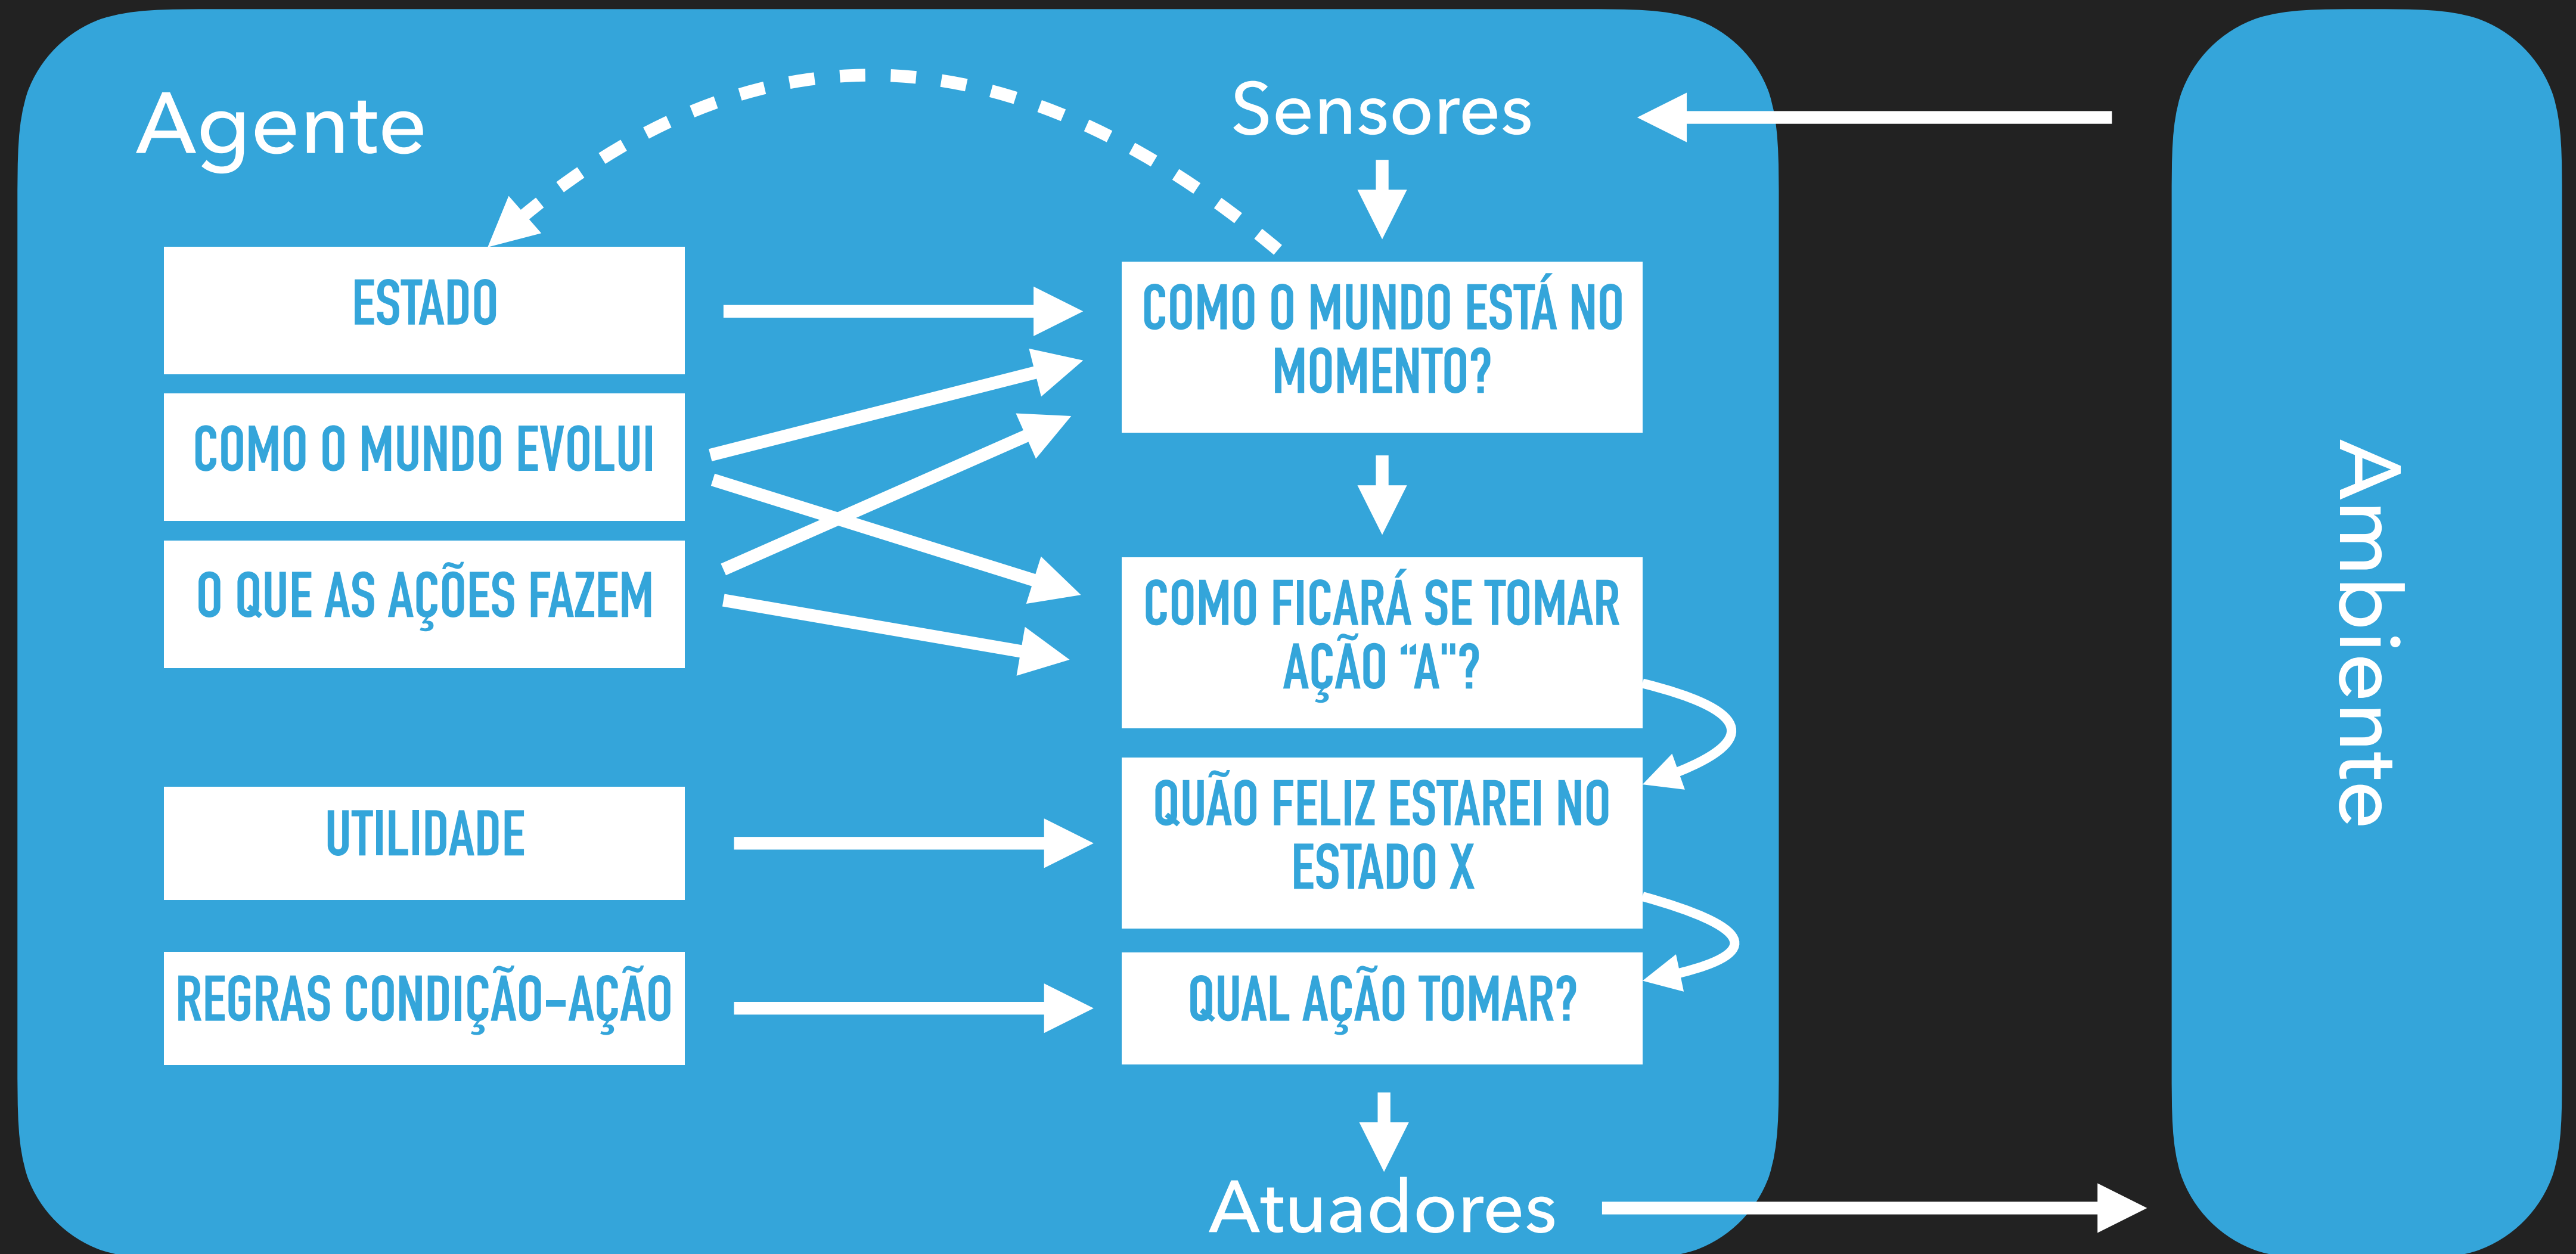 Agente
Sensores
ESTADO
COMO O MUNDO EVOLUI
O QUE AS AÇÕES FAZEM
UTILIDADE
REGRAS CONDIÇÃO-AÇÃO
COMO O MUNDO ESTÁ NO
MOMENTO?
COMO FICARÁ SE TOMAR
AÇÃO “A"?
QUÃO FELIZ ESTAREI NO
ESTADO X
QUAL AÇÃO TOMAR?
Atuadores
Ambiente